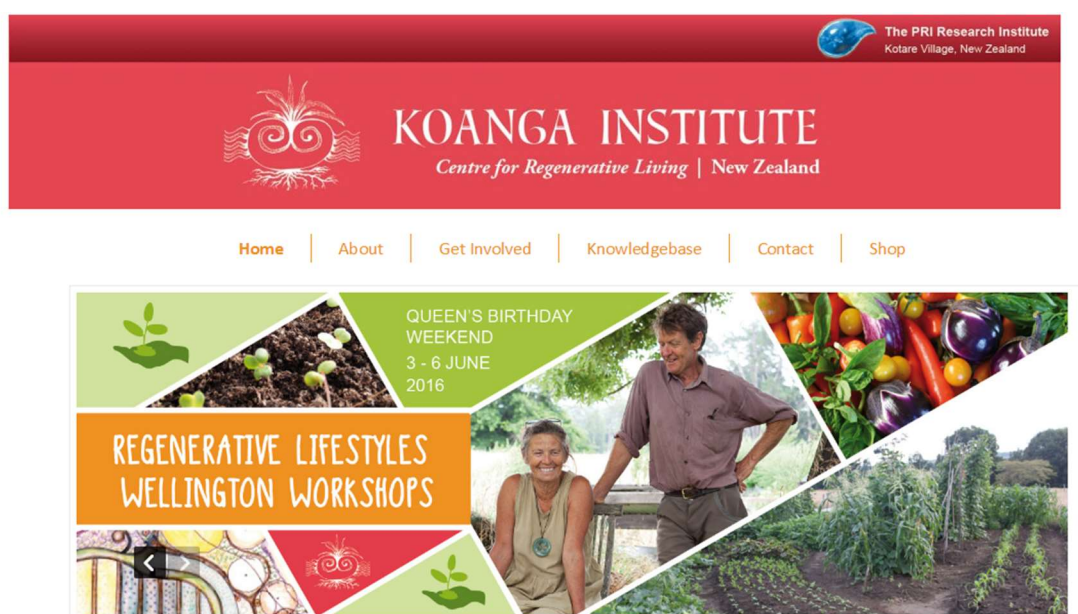 The PRI Research Institute
Kotare Village, New Zealand
KOANGA INSTITUTE
Centre for Regenerative Living | New Zealand
Home
About
Get Involved
Knowledgebase
Contact
Shop
QUEEN'S BIRTHDAY
WEEKEND
3 - 6 JUNE
2016
REGENERATIVE LIFESTYLES
WELLINGTON WORKSHOPS